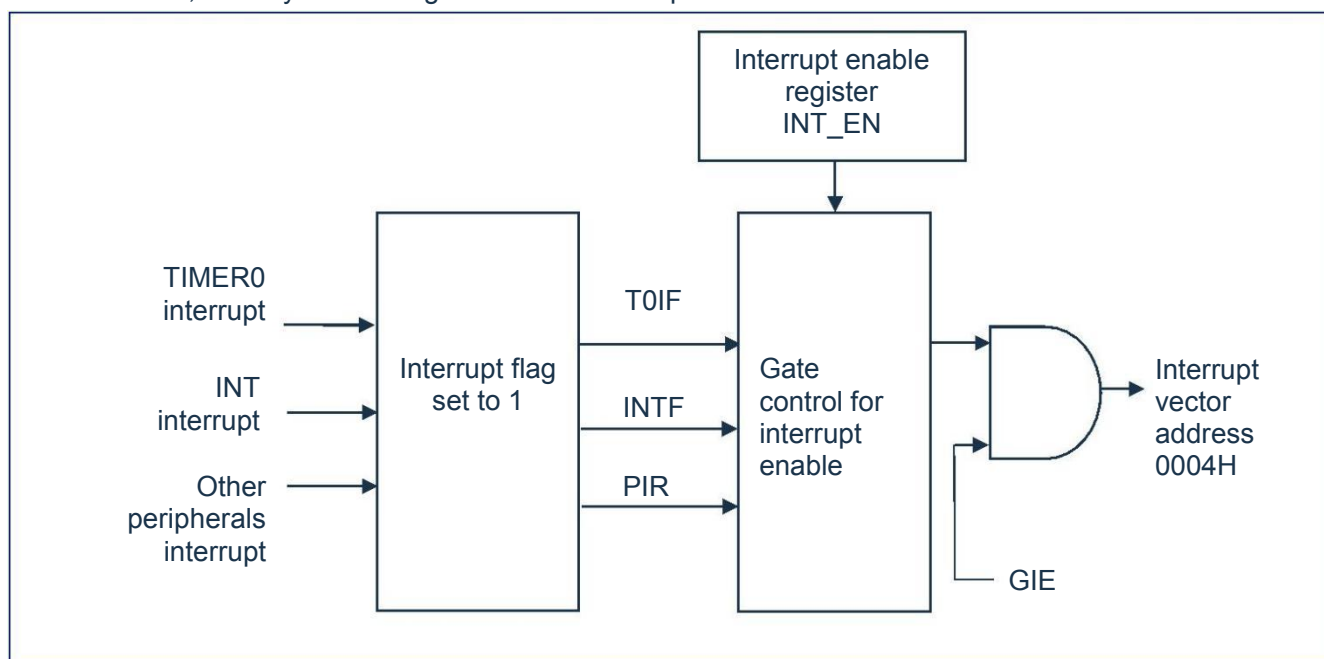 Interrupt enable
register
INT_EN
TIMER0
interrupt
INT
interrupt
Other
peripherals
interrupt
Interrupt flag
set to 1
T0IF
INTF
PIR
Gate
control for
interrupt
enable
Interrupt
vector
address
0004H
GIE